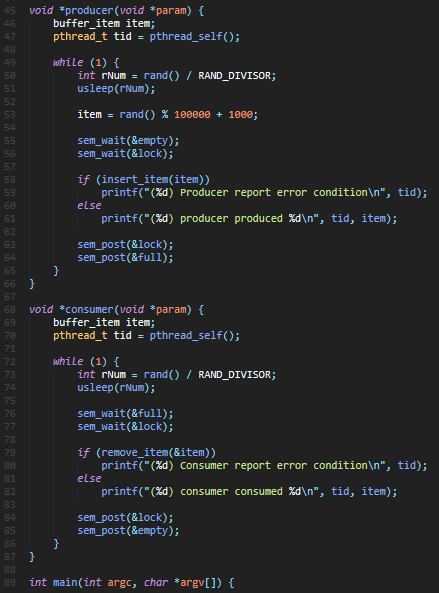 45 void *producer(void *param) {
46 buffer_item item;
47 pthread_t tid = pthread_self();
48
49 while (1) {
50 int rNum = rand() / RAND_DIVISOR;
51 usleep(rNum);
52
53 item = rand() % 100000 + 1000;
54
55 sem_wait(&empty);
56 sem_wait(&lock);
57
58 if (insert_item(item))
59 printf("(%d) Producer report error condition\n", tid);
60 else
61 printf("(%d) producer produced %d\n", tid, item);
62
63 sem_post(&lock);
64 sem_post(&full);
65 }
66 }
67
68 void *consumer(void *param) {
69 buffer_item item;
70 pthread_t tid = pthread_self();
71
72 while (1) {
73 int rNum = rand() / RAND_DIVISOR;
74 usleep(rNum);
75
76 sem_wait(&full);
77 sem_wait(&lock);
78
79 if (remove_item(&item))
80 printf("(%d) Consumer report error condition\n", tid);
81 else
82 printf("(%d) consumer consumed %d\n", tid, item);
83
84 sem_post(&lock);
85 sem_post(&empty);
86 }
87 }
88
89 int main(int argc, char *argv[]) {